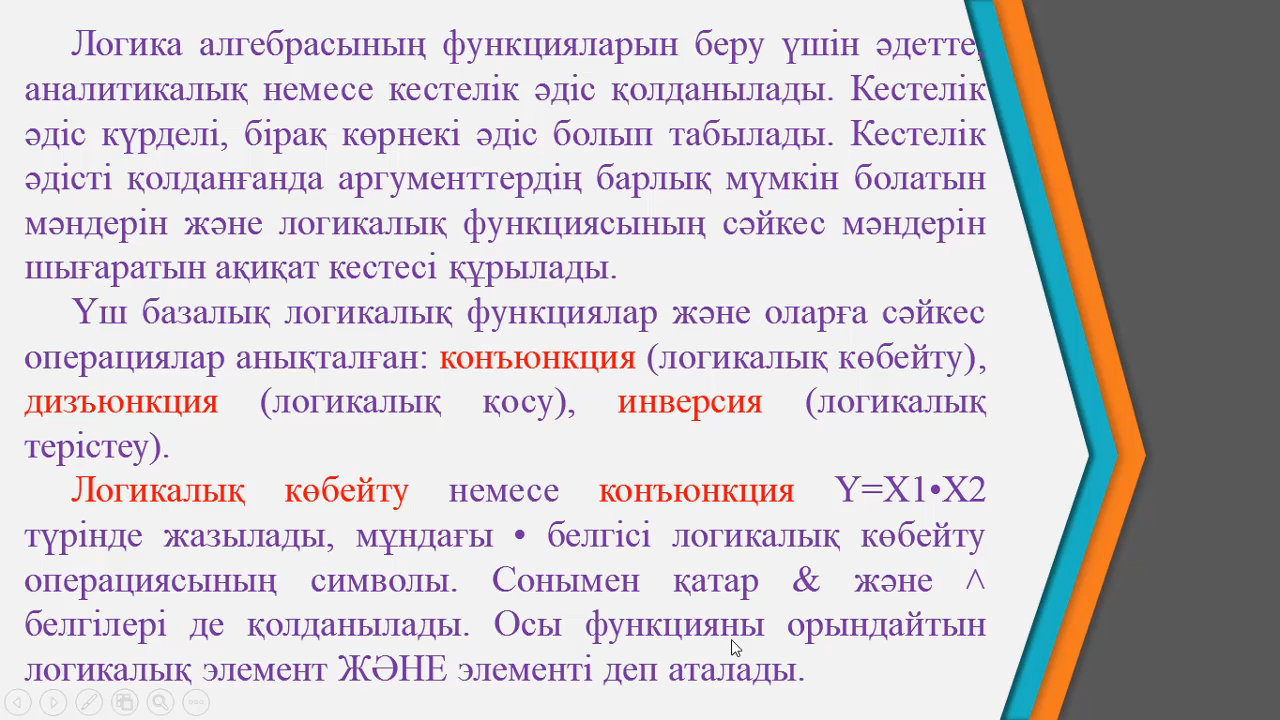 Логика алгебрасының функцияларын беру үшін әдетте,
аналитикалық немесе кестелік әдіс қолданылады. Кестелік
әдіс күрделі, бірақ көрнекі әдіс болып табылады. Кестелік
әдісті қолданғанда аргументтердің барлық мүмкін болатын
мәндерін және логикалық функциясының сәйкес мәндерін
шығаратын ақиқат кестесі құрылады.
Үш базалық логикалық функциялар және оларға сәйкес
операциялар анықталған: конъюнкция (логикалық көбейту),
дизъюнкция (логикалық қосу), инверсия (логикалық
терістеу).
Логикалық көбейту немесе конъюнкция Y=X1•X2
түрінде жазылады, мұндағы • белгісі логикалық көбейту
операциясының символы. Сонымен қатар & және ^
белгілері де қолданылады. Осы функцияны орындайтын
логикалық элемент ЖӘНЕ элементі деп аталады.